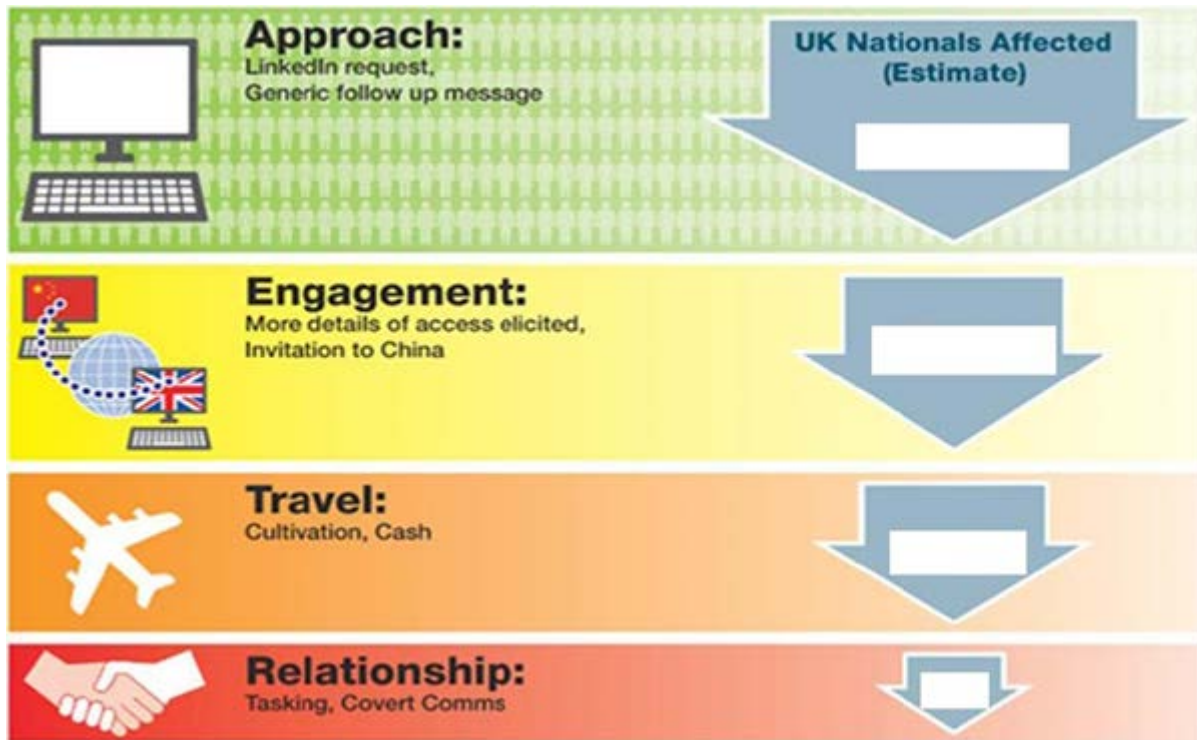 Approach:
LinkedIn request,
Generic follow up message
UK Nationals Affected
(Estimate)
Engagement:
More details of access elicited,
Invitation to China
Travel:
Cultivation, Cash
Relationship:
Tasking, Covert Comms